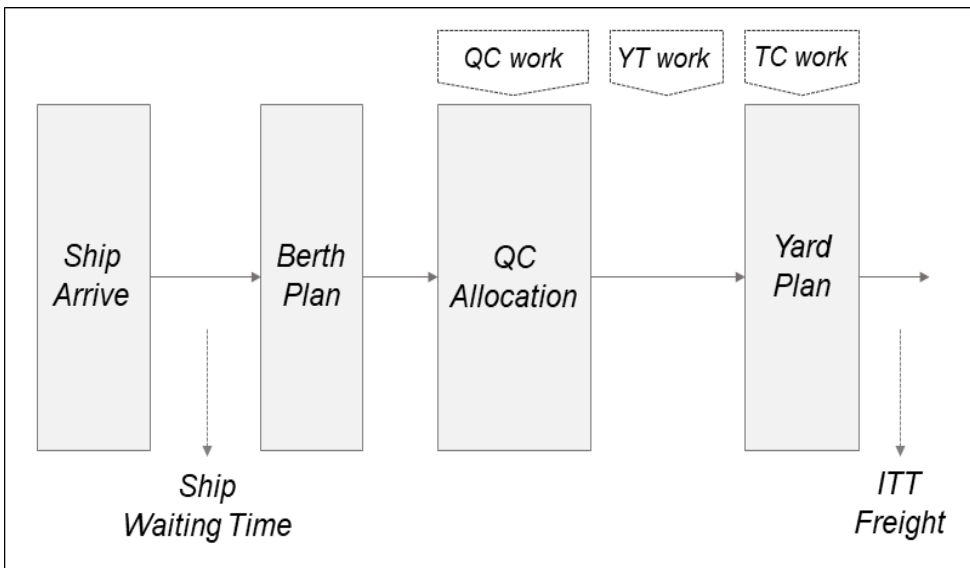 QC work
YT work
TC work
Ship
Arrive
Berth
Plan
QC
Allocation
Yard
Plan
Ship
Waiting Time
ITT
Freight